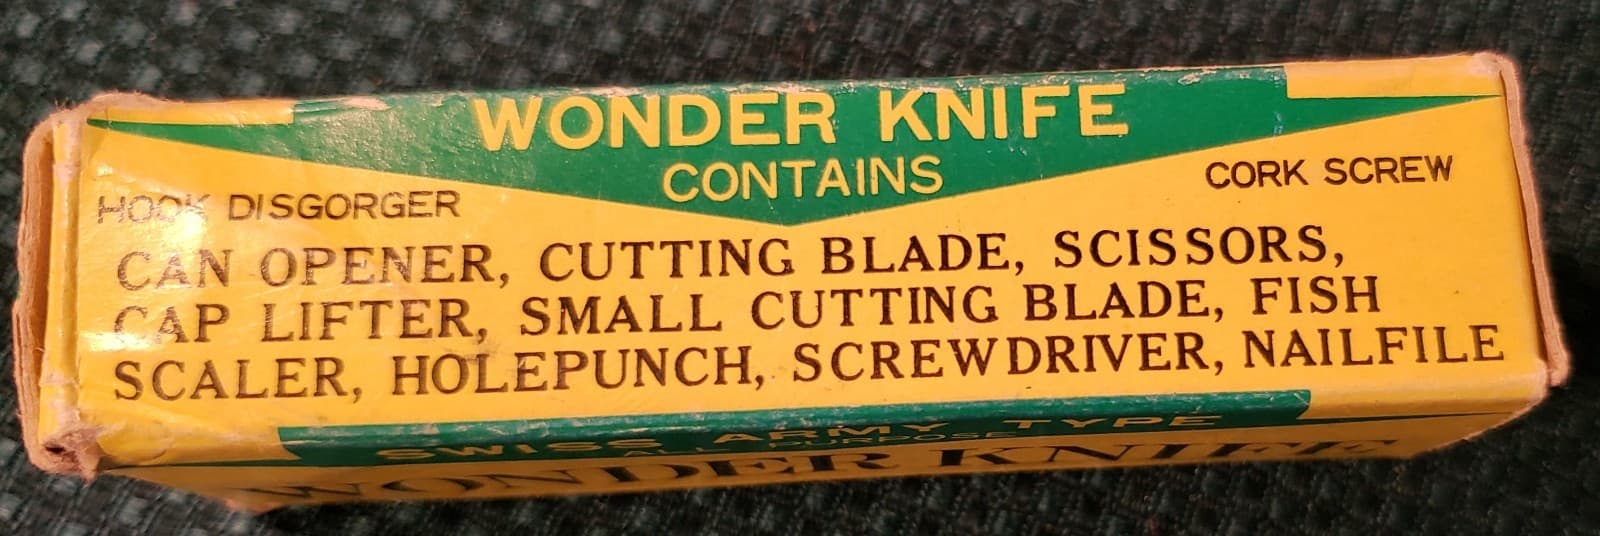 WONDER KNIFE
CONTAINS
HOOK DISGORGER
CORK SCREW
CAN OPENER, CUTTING BLADE, SCISSORS,
CAP LIFTER, SMALL CUTTING BLADE, FISH
SCALER, HOLEPUNCH, SCREWDRIVER, NAILFILE
SWISS ARMY TYPE
ALL PURPOSE
WONDER KNIFE